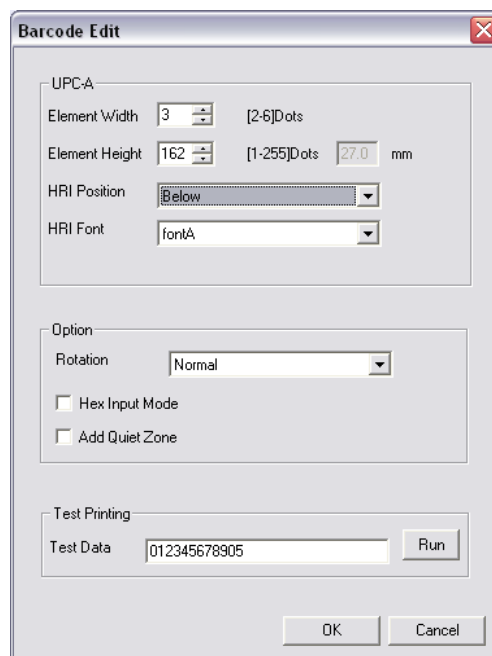 Barcode Edit
UPC-A
Element Width 3 [2-6]Dots
Element Height 162 [1-255]Dots 27.0 mm
HRI Position Below
HRI Font fontA
Option
Rotation Normal
Hex Input Mode
Add Quiet Zone
Test Printing
Test Data 012345678905 Run
OK Cancel